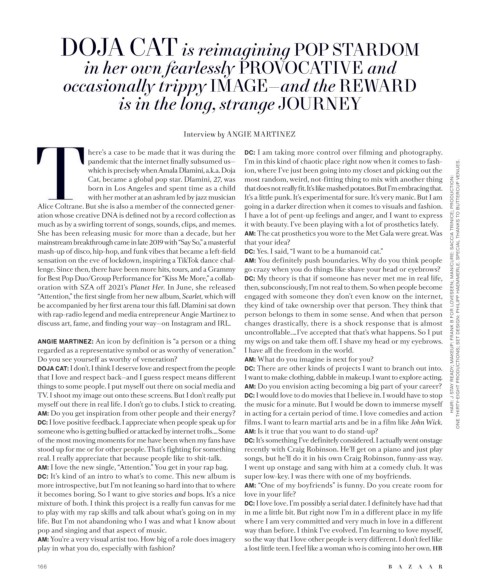 DOJA CAT is reimagining POP STARDOM
in her own fearlessly PROVOCATIVE and
occasionally trippy IMAGE—and the REWARD
is in the long, strange JOURNEY
Interview by ANGIE MARTINEZ
There's a case to be made that it was during the
pandemic that the internet finally subsumed us—
which is precisely when Amala Dlamini, a.k.a. Doja
Cat, became a global pop star. Dlamini, 27, was
born in Los Angeles and spent time as a child
with her mother at an ashram led by jazz musician
Alice Coltrane. But she is also a member of the connected gener-
ation whose creative DNA is defined not by a record collection as
much as by a swirling torrent of songs, sounds, clips, and memes.
She has been releasing music for more than a decade, but her
mainstream breakthrough came in late 2019 with "Say So," a masterful
mash-up of disco, hip-hop, and funk vibes that became a left-field
sensation on the eve of lockdown, inspiring a TikTok dance chal-
lenge. Since then, there have been more hits, tours, and a Grammy
for Best Pop Duo/Group Performance for "Kiss Me More," a collab-
oration with SZA off 2021's Planet Her. In June, she released
"Attention," the first single from her new album, Scarlet, which will
be accompanied by her first arena tour this fall. Dlamini sat down
with rap-radio legend and media entrepreneur Angie Martinez to
discuss art, fame, and finding your way—on Instagram and IRL.
ANGIE MARTINEZ: An icon by definition is "a person or a thing
regarded as a representative symbol or as worthy of veneration."
Do you see yourself as worthy of veneration?
DOJA CAT: I don't. I think I deserve love and respect from the people
that I love and respect back—and I guess respect means different
things to some people. I put myself out there on social media and
TV. I shove my image out onto these screens. But I don't really put
myself out there in real life. I don't go to clubs. I stick to creating.
AM: Do you get inspiration from other people and their energy?
DC: I love positive feedback. I appreciate when people speak up for
someone who is getting bullied or attacked by internet trolls.... Some
of the most moving moments for me have been when my fans have
stood up for me or for other people. That's fighting for something
real. I really appreciate that because people like to shit-talk.
AM: I love the new single, "Attention." You get in your rap bag.
DC: It's kind of an intro to what's to come. This new album is
more introspective, but I'm not leaning so hard into that to where
it becomes boring. So I want to give stories and bops. It's a nice
mixture of both. I think this project is a really fun canvas for me
to play with my rap skills and talk about what's going on in my
life. But I'm not abandoning who I was and what I know about
pop and singing and that aspect of music.
AM: You're a very visual artist too. How big of a role does imagery
play in what you do, especially with fashion?
DC: I am taking more control over filming and photography.
I'm in this kind of chaotic place right now when it comes to fash-
ion, where I've just been going into my closet and picking out the
most random, weird, not-fitting thing to mix with another thing
that does not really fit. It's like mashed potatoes. But I'm embracing that.
It's a little punk. It's experimental for sure. It's very manic. But I am
going in a darker direction when it comes to visuals and fashion.
I have a lot of pent-up feelings and anger, and I want to express
it with beauty. I've been playing with a lot of prosthetics lately.
AM: The cat prosthetics you wore to the Met Gala were great. Was
that your idea?
DC: Yes. I said, "I want to be a humanoid cat."
AM: You definitely push boundaries. Why do you think people
go crazy when you do things like shave your head or eyebrows?
DC: My theory is that if someone has never met me in real life,
then, subconsciously, I'm not real to them. So when people become
engaged with someone they don't even know on the internet,
they kind of take ownership over that person. They think that
person belongs to them in some sense. And when that person
changes drastically, there is a shock response that is almost
uncontrollable.... I've accepted that that's what happens. So I put
my wigs on and take them off. I shave my head or my eyebrows.
I have all the freedom in the world.
AM: What do you imagine is next for you?
DC: There are other kinds of projects I want to branch out into.
I want to make clothing, dabble in makeup. I want to explore acting.
AM: Do you envision acting becoming a big part of your career?
DC: I would love to do movies that I believe in. I would have to stop
the music for a minute. But I would be down to immerse myself
in acting for a certain period of time. I love comedies and action
films. I want to learn martial arts and be in a film like John Wick.
AM: Is it true that you want to do stand-up?
DC: It's something I've definitely considered. I actually went onstage
recently with Craig Robinson. He'll get on a piano and just play
songs, but he'll do it in his own Craig Robinson, funny-ass way.
I went up onstage and sang with him at a comedy club. It was
super low-key. I was there with one of my boyfriends.
AM: "One of my boyfriends" is funny. Do you create room for
love in your life?
DC: I love love. I'm possibly a serial dater. I definitely have had that
in me a little bit. But right now I'm in a different place in my life
where I am very committed and very much in love in a different
way than before. I think I've evolved. I'm learning to love myself,
so the way that I love other people is very different. I don't feel like
a lost little teen. I feel like a woman who is coming into her own. HB
166
BAZAAR